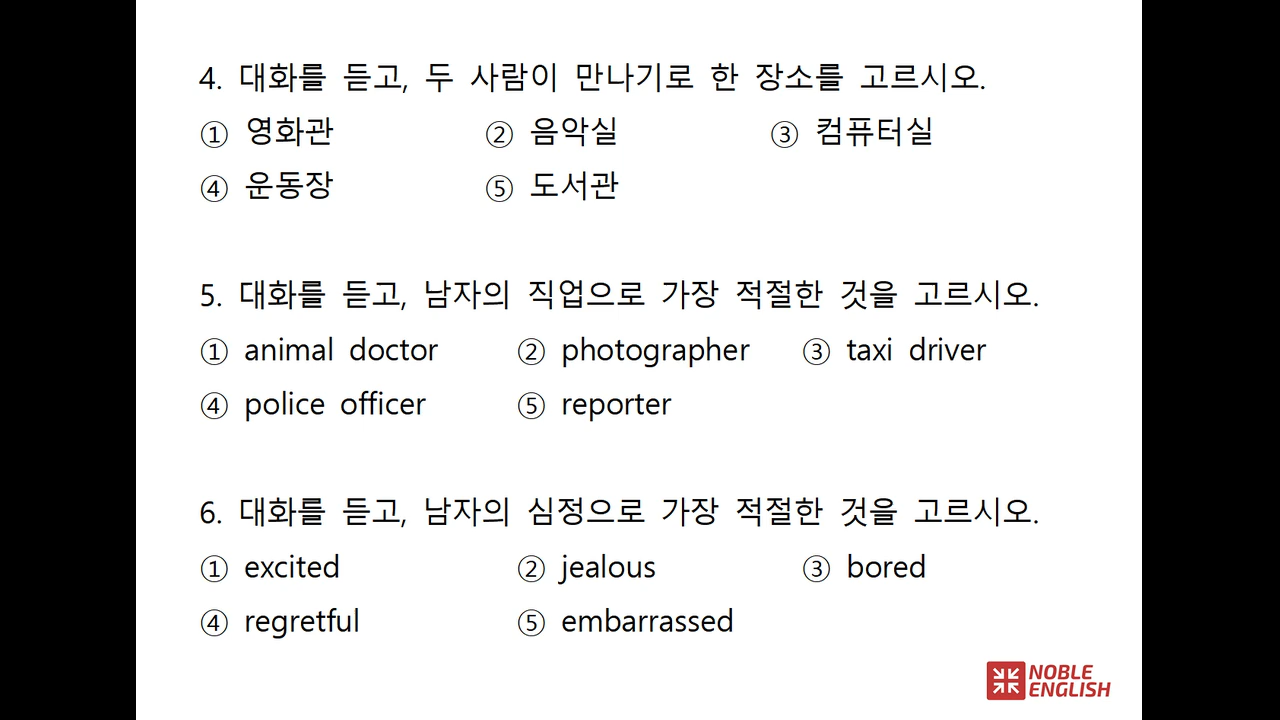 4. 대화를 듣고, 두 사람이 만나기로 한 장소를 고르시오.
① 영화관 ② 음악실 ③ 컴퓨터실
④ 운동장 ⑤ 도서관
5. 대화를 듣고, 남자의 직업으로 가장 적절한 것을 고르시오.
① animal doctor ② photographer ③ taxi driver
④ police officer ⑤ reporter
6. 대화를 듣고, 남자의 심정으로 가장 적절한 것을 고르시오.
① excited ② jealous ③ bored
④ regretful ⑤ embarrassed
NOBLE
ENGLISH